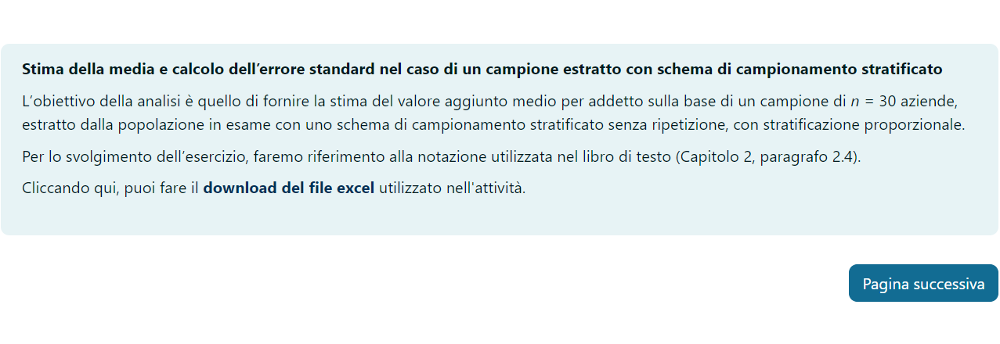 Stima della media e calcolo dell’errore standard nel caso di un campione estratto con schema di campionamento stratificato
L’obiettivo della analisi è quello di fornire la stima del valore aggiunto medio per addetto sulla base di un campione di n = 30 aziende,
estratto dalla popolazione in esame con uno schema di campionamento stratificato senza ripetizione, con stratificazione proporzionale.
Per lo svolgimento dell’esercizio, faremo riferimento alla notazione utilizzata nel libro di testo (Capitolo 2, paragrafo 2.4).
Cliccando qui, puoi fare il download del file excel utilizzato nell'attività.
Pagina successiva